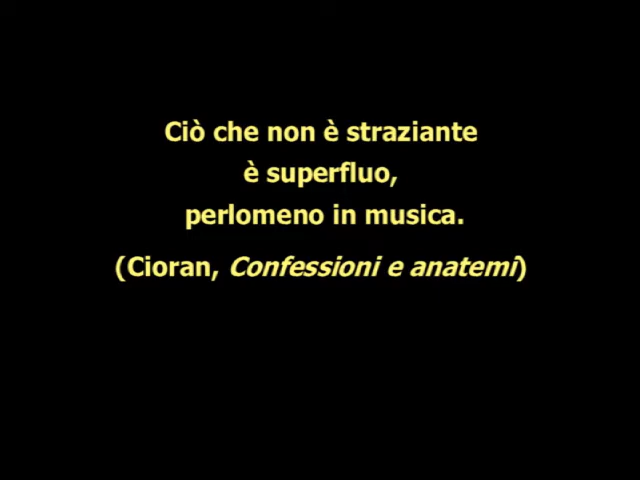 Ciò che non è straziante
è superfluo,
perlomeno in musica.
(Cioran, Confessioni e anatemi)